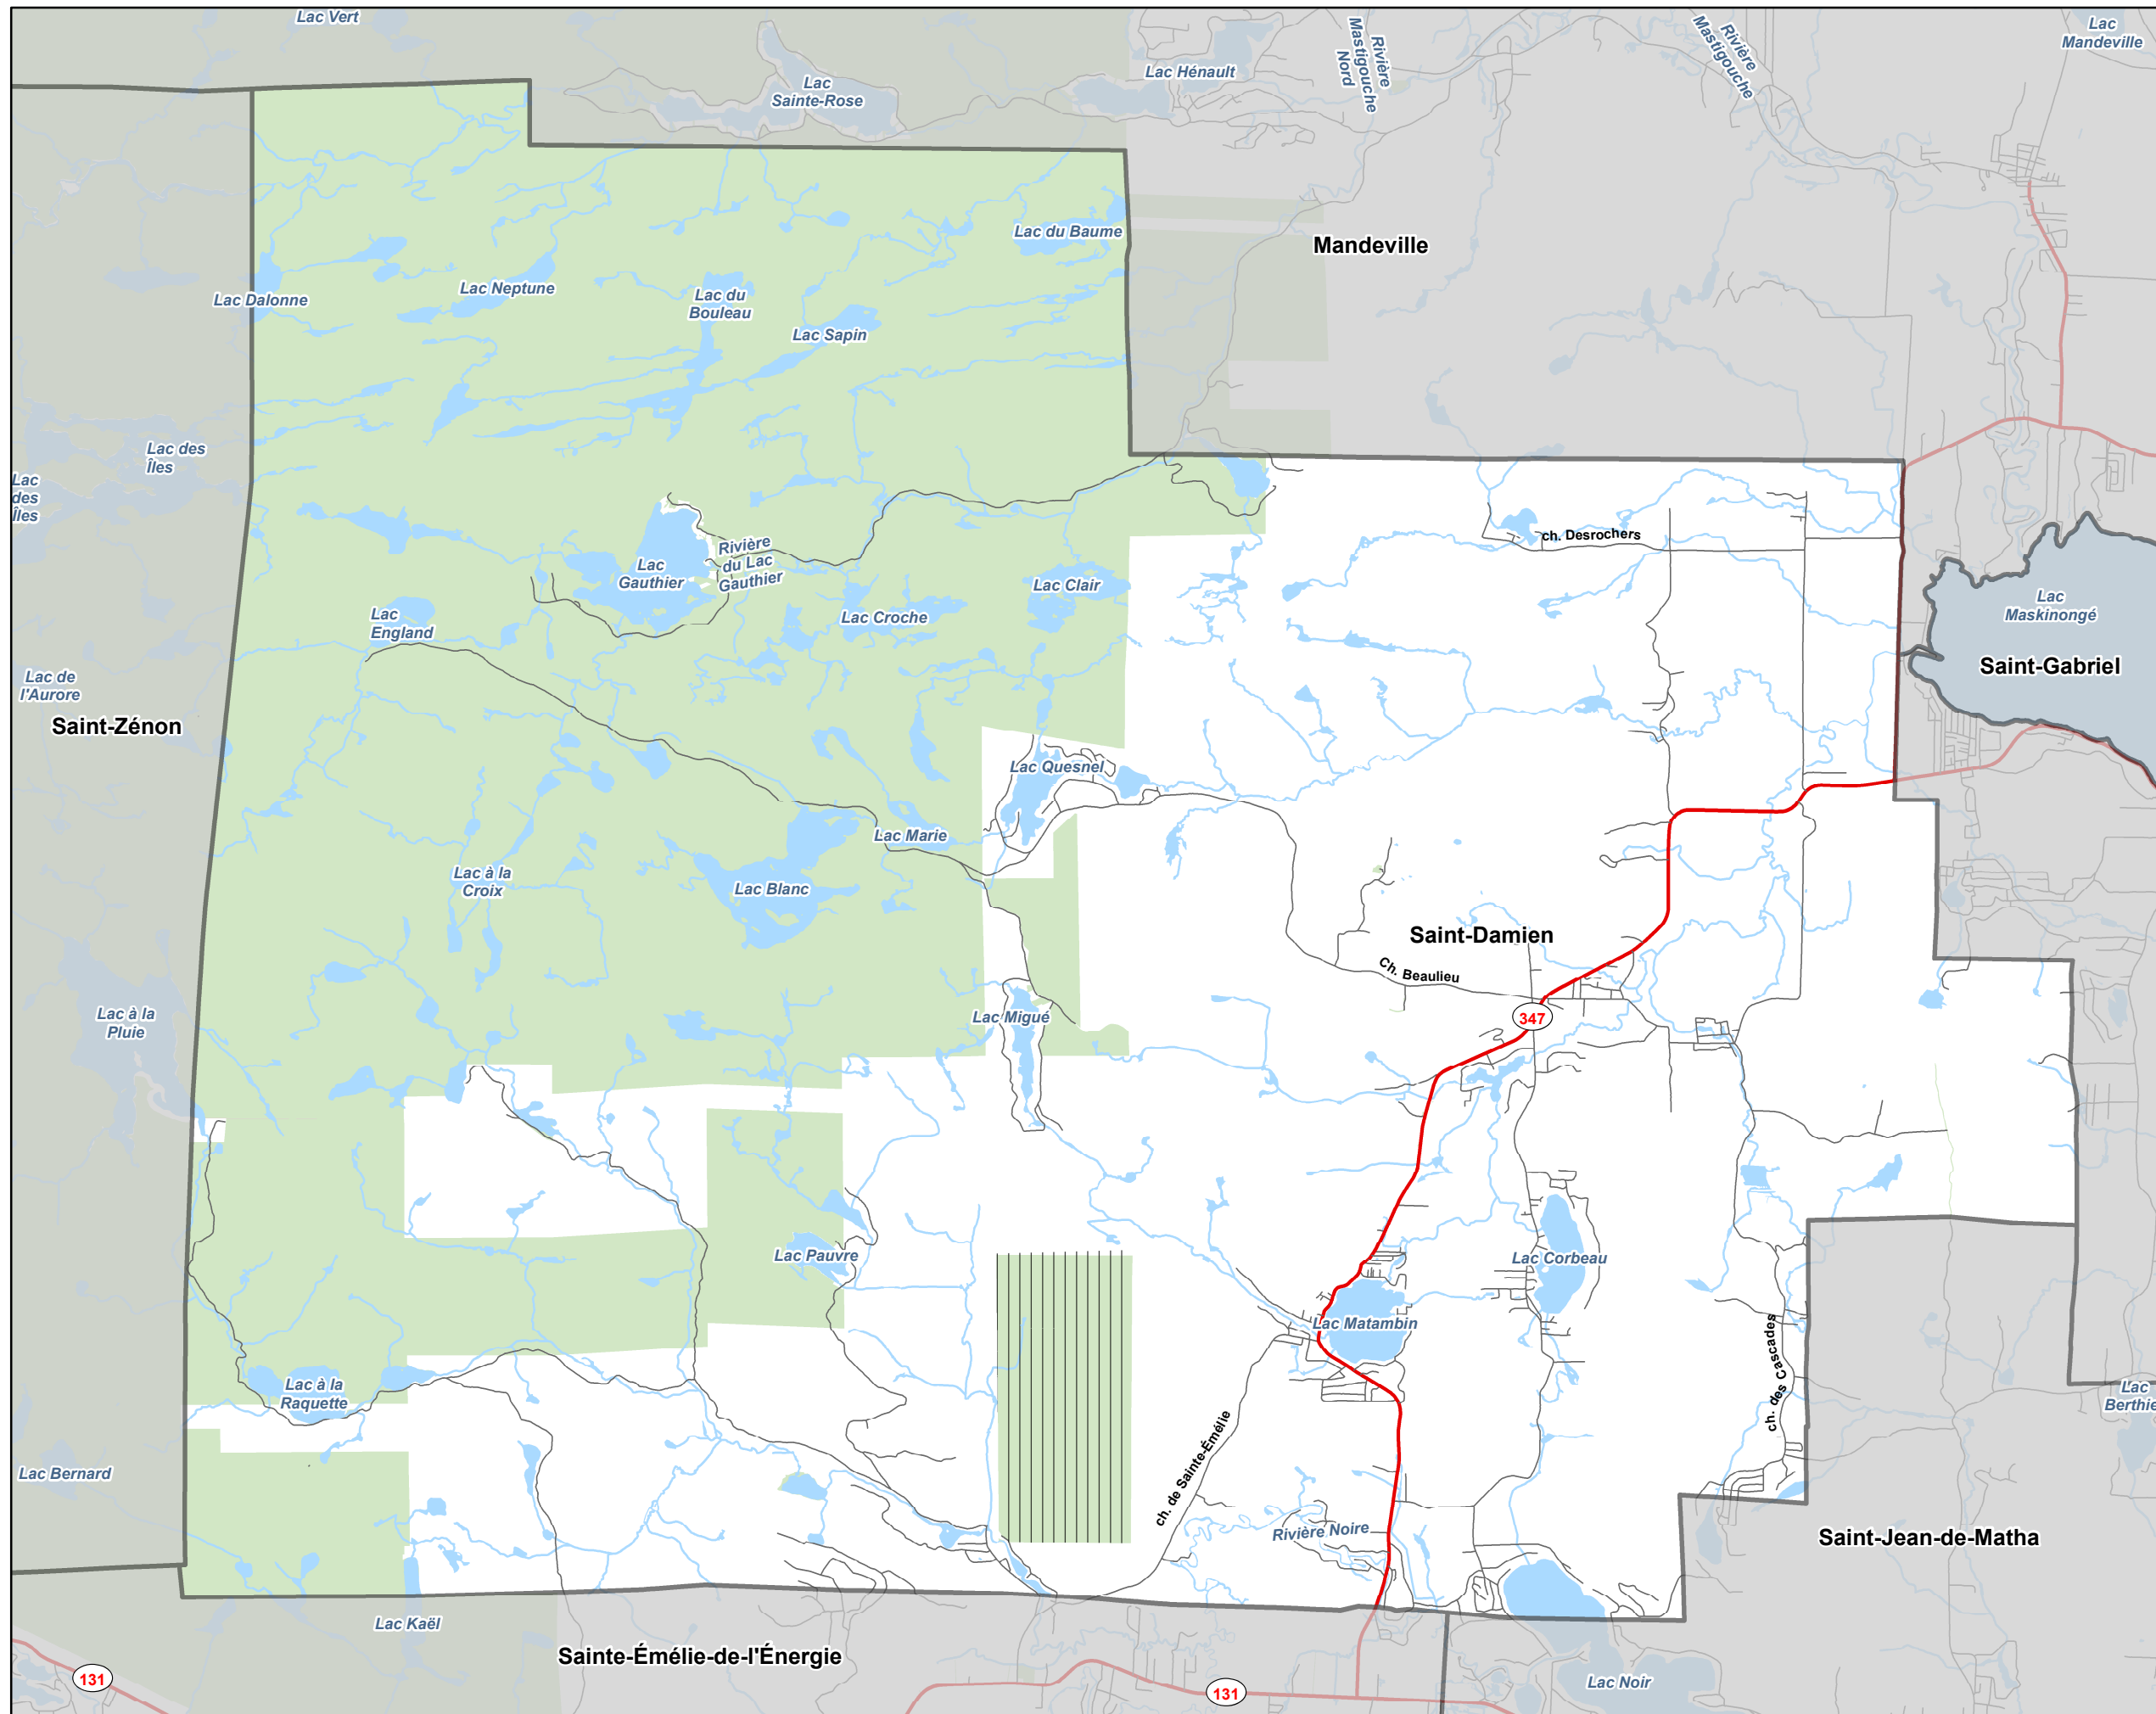 Lac Vert
Lac
Sainte-Rose
Lac Hénault
Rivière
Mastigouche
Nord
Rivière
Mastigouche
Lac
Mandeville
Mandeville
Lac du Baume
Lac Dalonne
Lac Neptune
Lac du
Bouleau
Lac Sapin
Lac des
Îles
Lac
des
Îles
ch. Desrochers
Lac
Gauthier
Rivière
du Lac
Gauthier
Lac Clair
Lac Croche
Lac
England
Lac
Maskinongé
Saint-Gabriel
Lac de
l'Aurore
Saint-Zénon
Lac Quesnel
Lac Marie
Lac à la
Croix
Lac Blanc
Saint-Damien
Ch. Beaulieu
347
Lac à la
Pluie
Lac Migué
Lac Pauvre
Lac Corbeau
Lac Matambin
ch. des Cascades
Lac à la
Raquette
Lac
Berthie
ch. de Sainte-Émélie
Lac Bernard
Rivière Noire
Saint-Jean-de-Matha
Lac Kaël
Sainte-Émélie-de-l'Énergie
131
131
Lac Noir